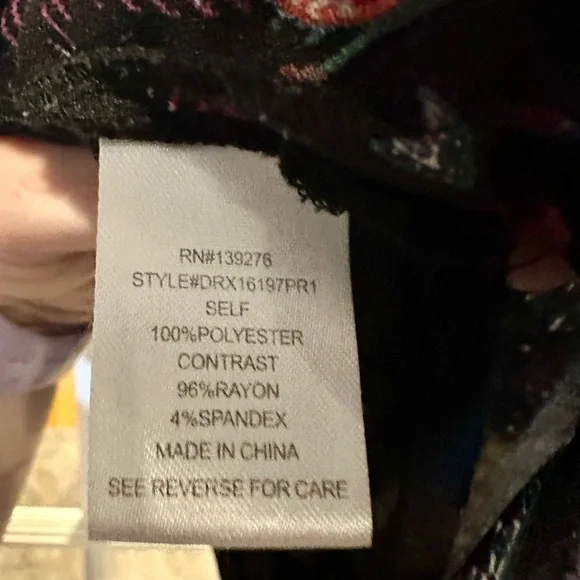 RN#139276
STYLE#DRX16197PR1
SELF
100%POLYESTER
CONTRAST
96%RAYON
4%SPANDEX
MADE IN CHINA
SEE REVERSE FOR CARE